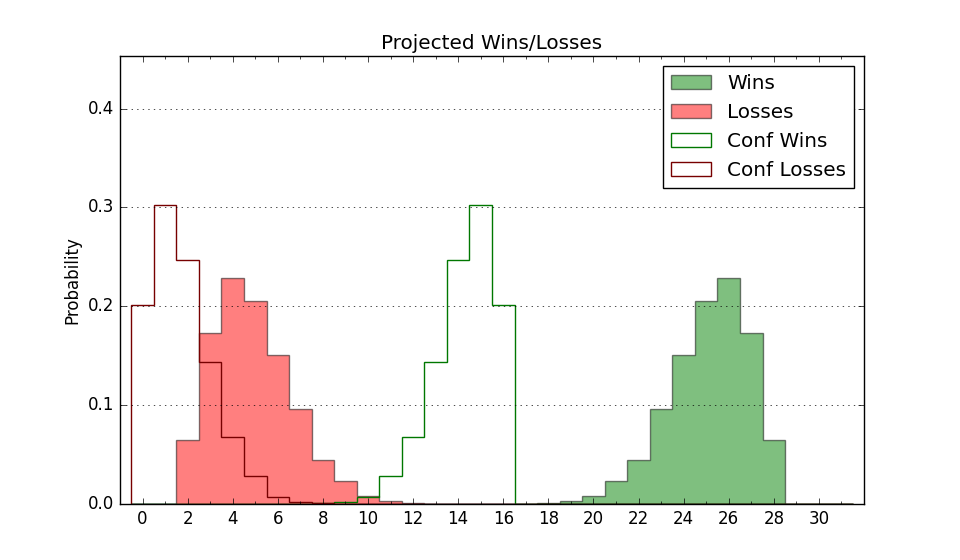 Projected Wins/Losses
Wins
Losses
Conf Wins
Conf Losses
Probability
0.4
0.3
0.2
0.1
0.0
0 2 4 6 8 10 12 14 16 18 20 22 24 26 28 30